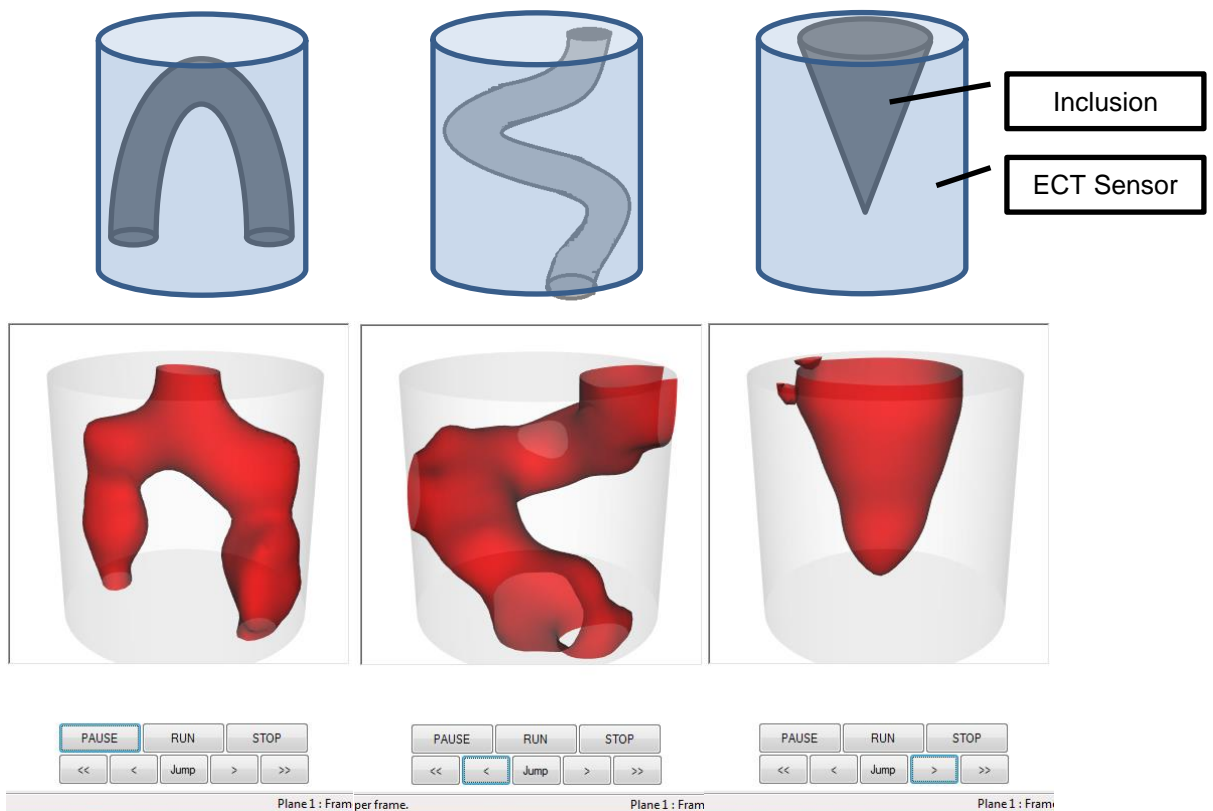 Inclusion
ECT Sensor
PAUSE RUN STOP
<< < Jump > >>
PAUSE RUN STOP
<< < Jump > >>
PAUSE RUN STOP
<< < Jump > >>
Plane 1 : Fram
per frame. Plane 1 : Fram
Plane 1 : Fram